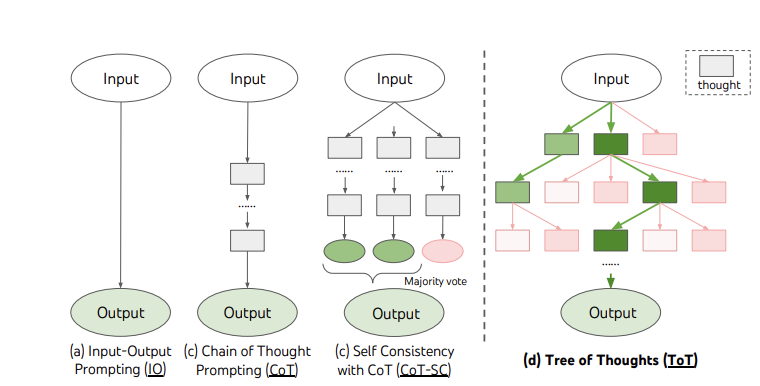 Input
Input
Input
Input
thought
......
......
......
......
......
Majority vote
Output
Output
Output
Output
(a) Input-Output
Prompting (IO)
(c) Chain of Thought
Prompting (CoT)
(c) Self Consistency
with CoT (CoT-SC)
(d) Tree of Thoughts (ToT)